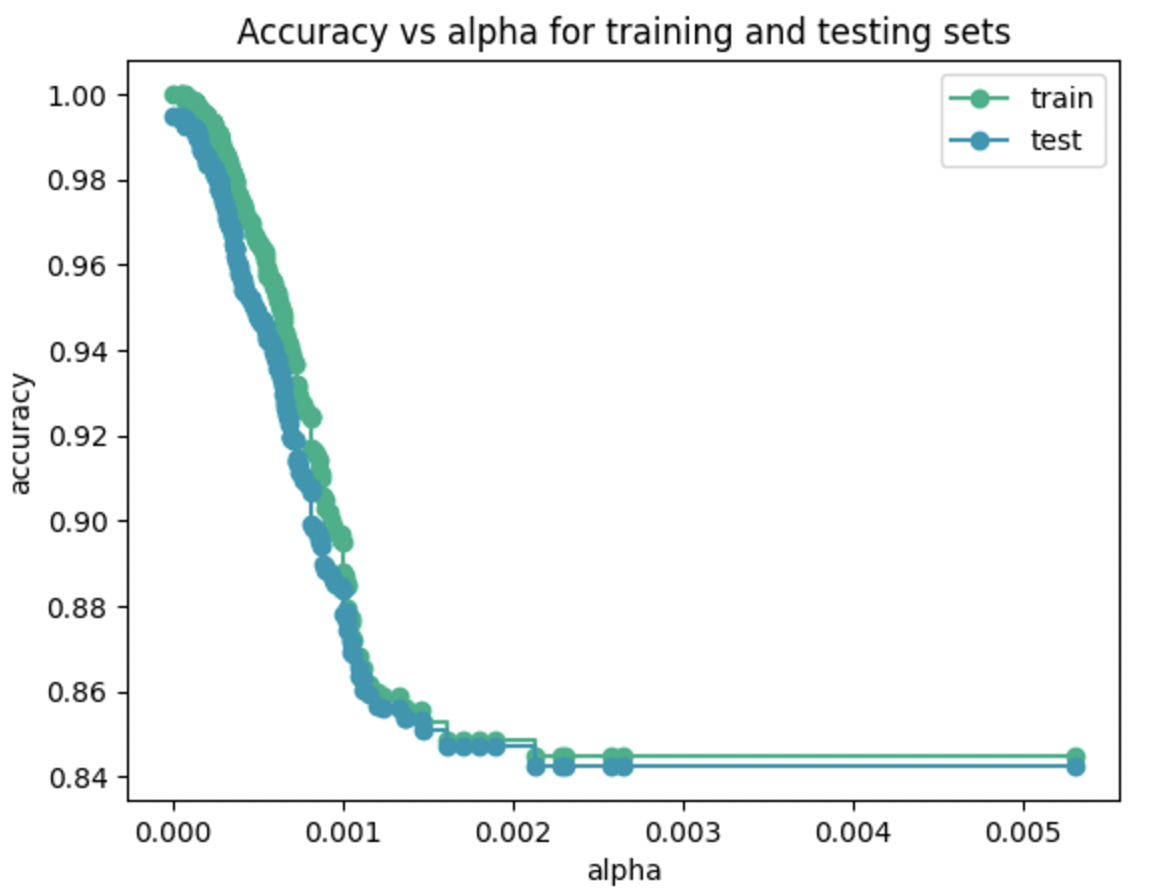 Accuracy vs alpha for training and testing sets
train
test
1.00
0.98
0.96
0.94
0.92
0.90
0.88
0.86
0.84
accuracy
0.000 0.001 0.002 0.003 0.004 0.005
alpha